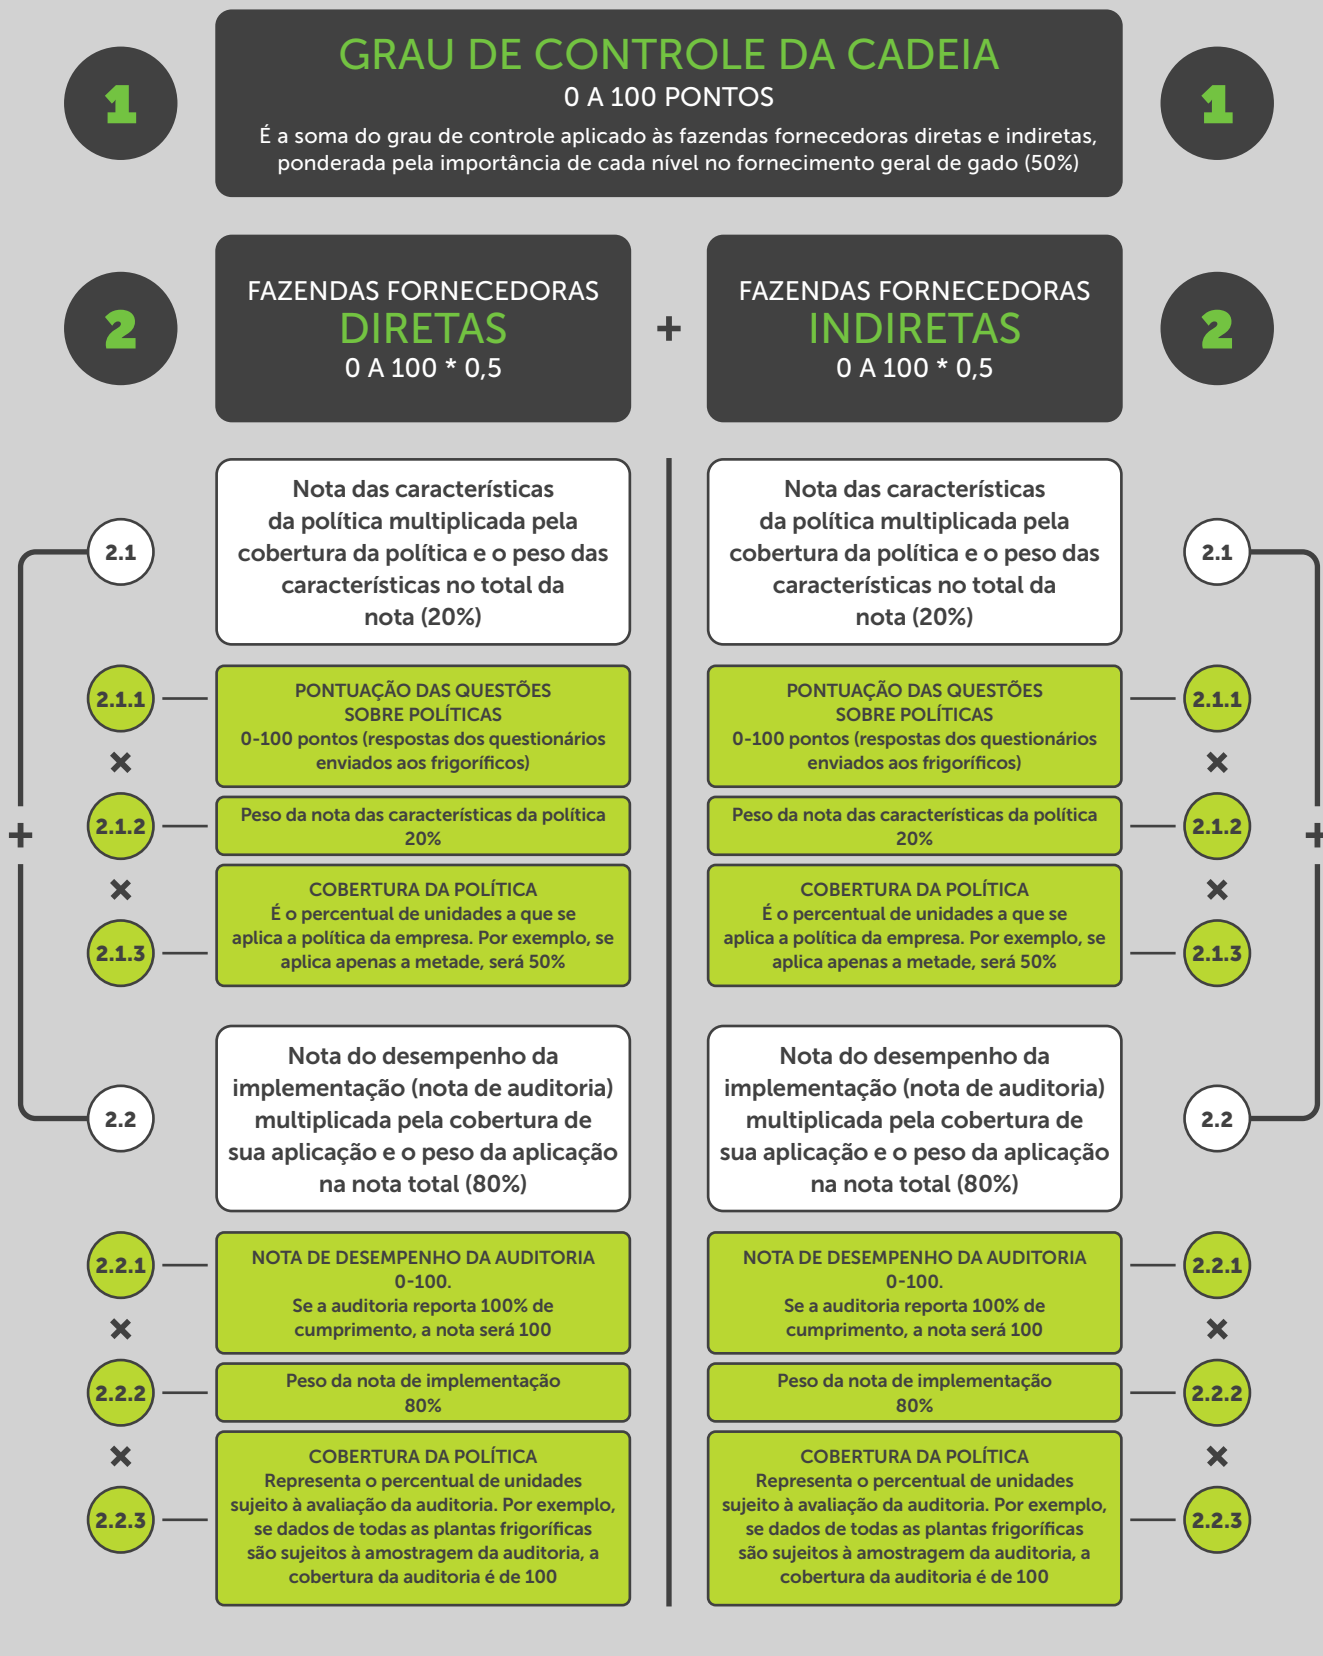 1
GRAU DE CONTROLE DA CADEIA
0 A 100 PONTOS
É a soma do grau de controle aplicado às fazendas fornecedoras diretas e indiretas,
ponderada pela importância de cada nível no fornecimento geral de gado (50%)
1
2
FAZENDAS FORNECEDORAS
DIRETAS
0 A 100 * 0,5
+
FAZENDAS FORNECEDORAS
INDIRETAS
0 A 100 * 0,5
2
2.1
Nota das características
da política multiplicada pela
cobertura da política e o peso das
características no total da
nota (20%)
2.1.1
PONTUAÇÃO DAS QUESTÕES
SOBRE POLÍTICAS
0-100 pontos (respostas dos questionários
enviados aos frigoríficos)
×
2.1.2
Peso da nota das características da política
20%
+
×
2.1.3
COBERTURA DA POLÍTICA
É o percentual de unidades a que se
aplica a política da empresa. Por exemplo, se
aplica apenas a metade, será 50%
2.2
Nota do desempenho da
implementação (nota de auditoria)
multiplicada pela cobertura de
sua aplicação e o peso da aplicação
na nota total (80%)
2.2.1
NOTA DE DESEMPENHO DA AUDITORIA
0-100.
Se a auditoria reporta 100% de
cumprimento, a nota será 100
×
2.2.2
Peso da nota de implementação
80%
×
2.2.3
COBERTURA DA POLÍTICA
Representa o percentual de unidades
sujeito à avaliação da auditoria. Por exemplo,
se dados de todas as plantas frigoríficas
são sujeitos à amostragem da auditoria, a
cobertura da auditoria é de 100
Nota das características
da política multiplicada pela
cobertura da política e o peso das
características no total da
nota (20%)
2.1
PONTUAÇÃO DAS QUESTÕES
SOBRE POLÍTICAS
0-100 pontos (respostas dos questionários
enviados aos frigoríficos)
2.1.1
×
Peso da nota das características da política
20%
2.1.2
+
×
COBERTURA DA POLÍTICA
É o percentual de unidades a que se
aplica a política da empresa. Por exemplo, se
aplica apenas a metade, será 50%
2.1.3
Nota do desempenho da
implementação (nota de auditoria)
multiplicada pela cobertura de
sua aplicação e o peso da aplicação
na nota total (80%)
2.2
NOTA DE DESEMPENHO DA AUDITORIA
0-100.
Se a auditoria reporta 100% de
cumprimento, a nota será 100
2.2.1
×
Peso da nota de implementação
80%
2.2.2
×
COBERTURA DA POLÍTICA
Representa o percentual de unidades
sujeito à avaliação da auditoria. Por exemplo,
se dados de todas as plantas frigoríficas
são sujeitos à amostragem da auditoria, a
cobertura da auditoria é de 100
2.2.3